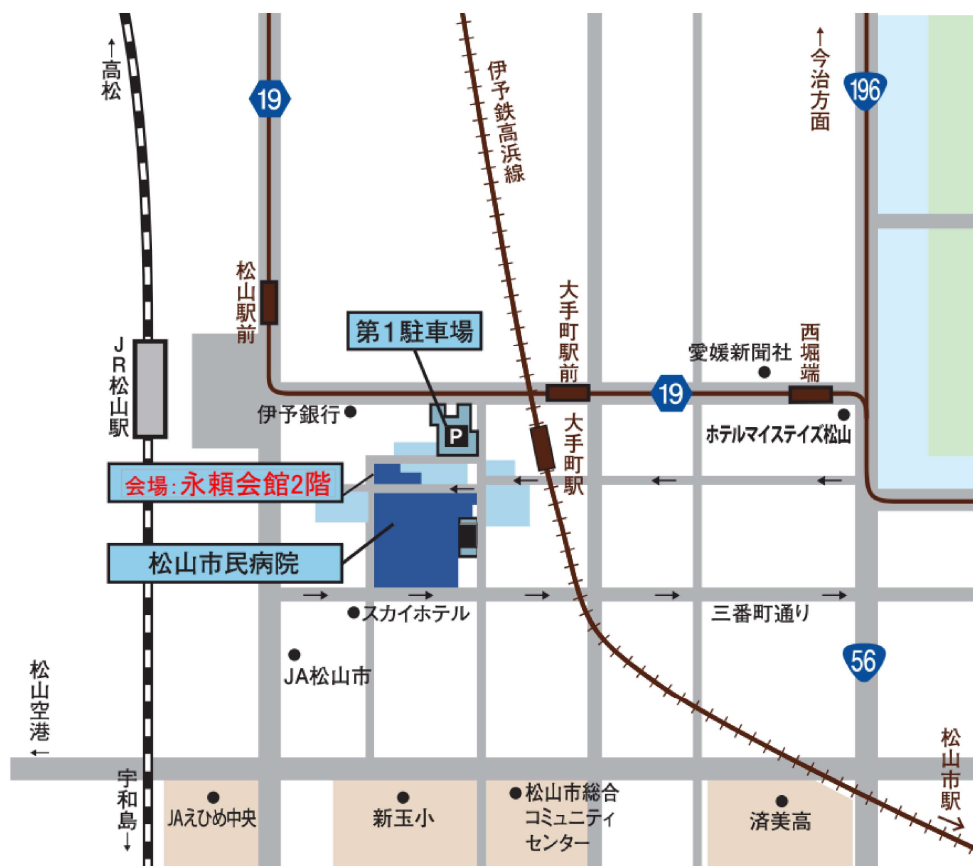 ←高松
19
伊予鉄高浜線
↑今治方面
196
松山駅前
第1駐車場
大手町駅前
西堀端
愛媛新聞社
JR松山駅
伊予銀行
P
19
ホテルマイステイズ松山
大手町駅
会場:永頼会館2階
松山市民病院
スカイホテル
三番町通り
JA松山市
56
松山空港
←
宇和島→
松山市駅
JAえひめ中央
新玉小
松山市総合
コミュニティ
センター
済美高